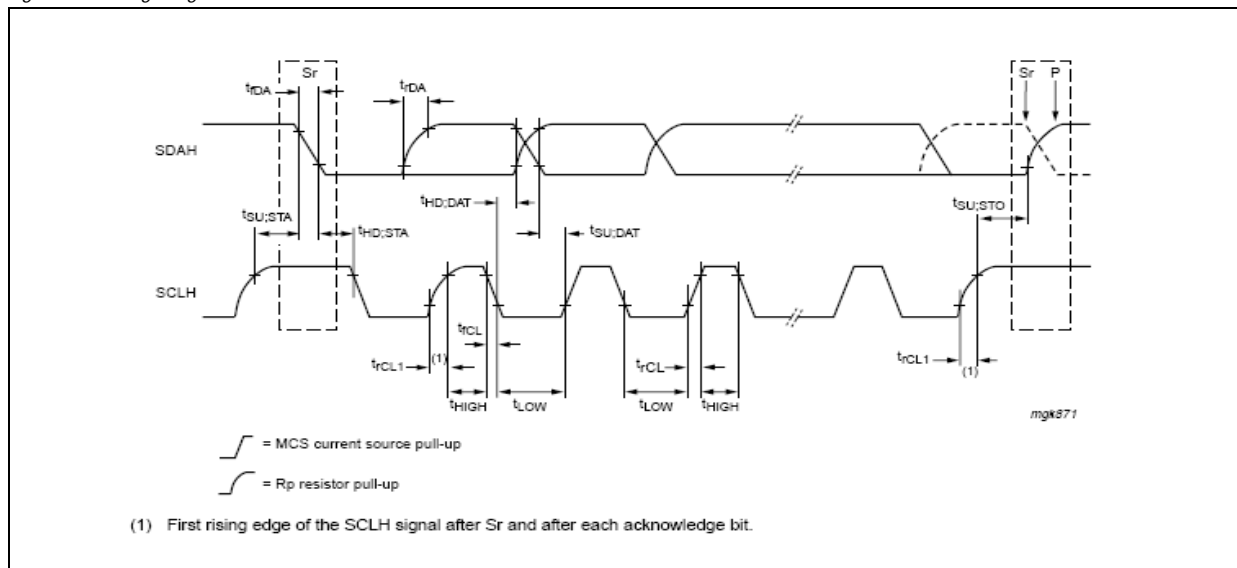 Sr
Sr P
tfDA
trDA
SDAH
tHD;DAT
tSU;STO
tSU;STA
tHD;STA
tSU;DAT
SCLH
tfCL
trCL1
(1)
trCL
trCL1
(1)
tHIGH
tLOW
tLOW
tHIGH
mgk871
= MCS current source pull-up
= Rp resistor pull-up
(1) First rising edge of the SCLH signal after Sr and after each acknowledge bit.